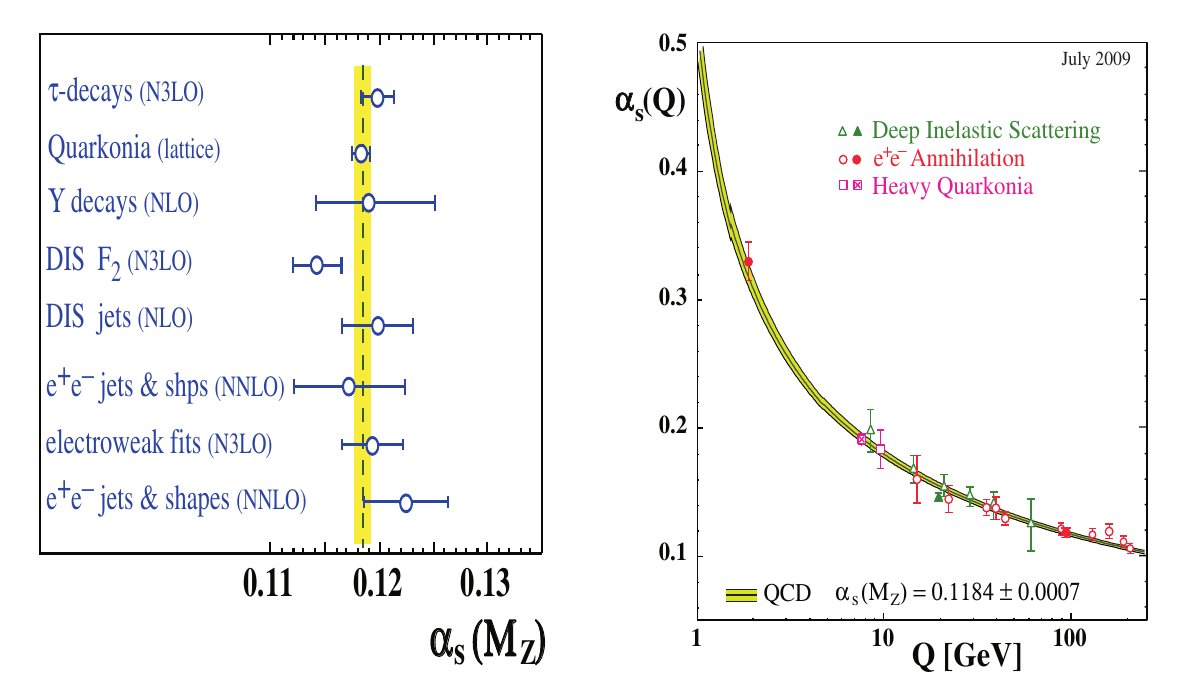 τ-decays (N3LO)
Quarkonia (lattice)
Υ decays (NLO)
DIS F2 (N3LO)
DIS jets (NLO)
e+e– jets & shps (NNLO)
electroweak fits (N3LO)
e+e– jets & shapes (NNLO)
0.11 0.12 0.13
αs (MZ)
0.5
0.4
0.3
0.2
0.1
αs(Q)
July 2009
Deep Inelastic Scattering
e+e– Annihilation
Heavy Quarkonia
QCD αs (MZ) = 0.1184 ± 0.0007
1 10 100
Q [GeV]